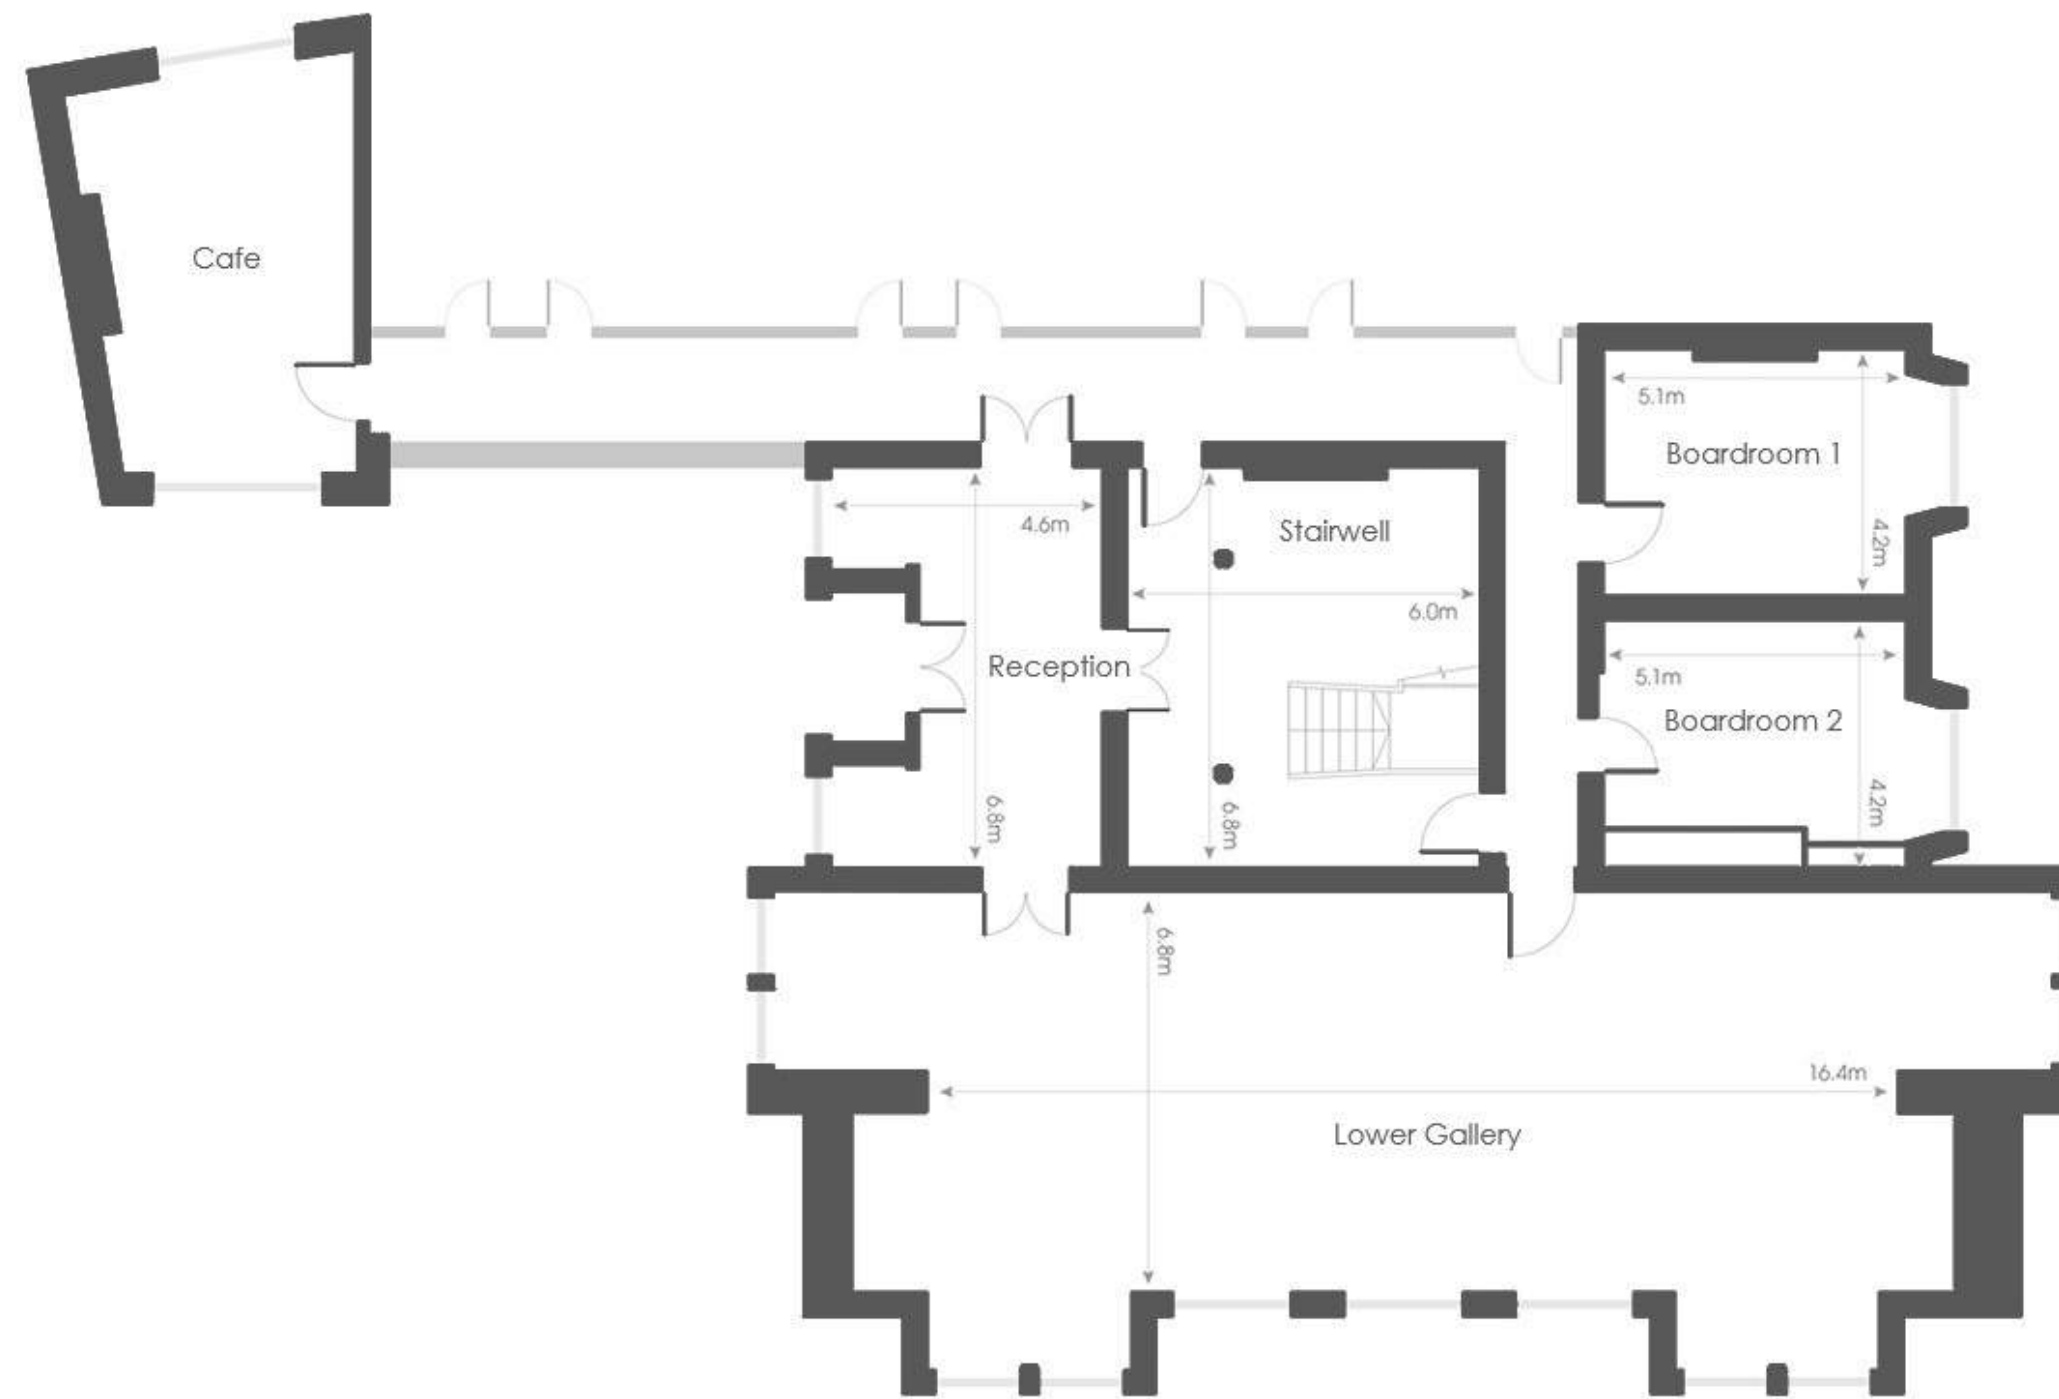 Cafe
5.1m
Boardroom 1
4.2m
4.6m
Stairwell
6.0m
Reception
5.1m
Boardroom 2
4.2m
6.8m
6.8m
6.8m
16.4m
Lower Gallery